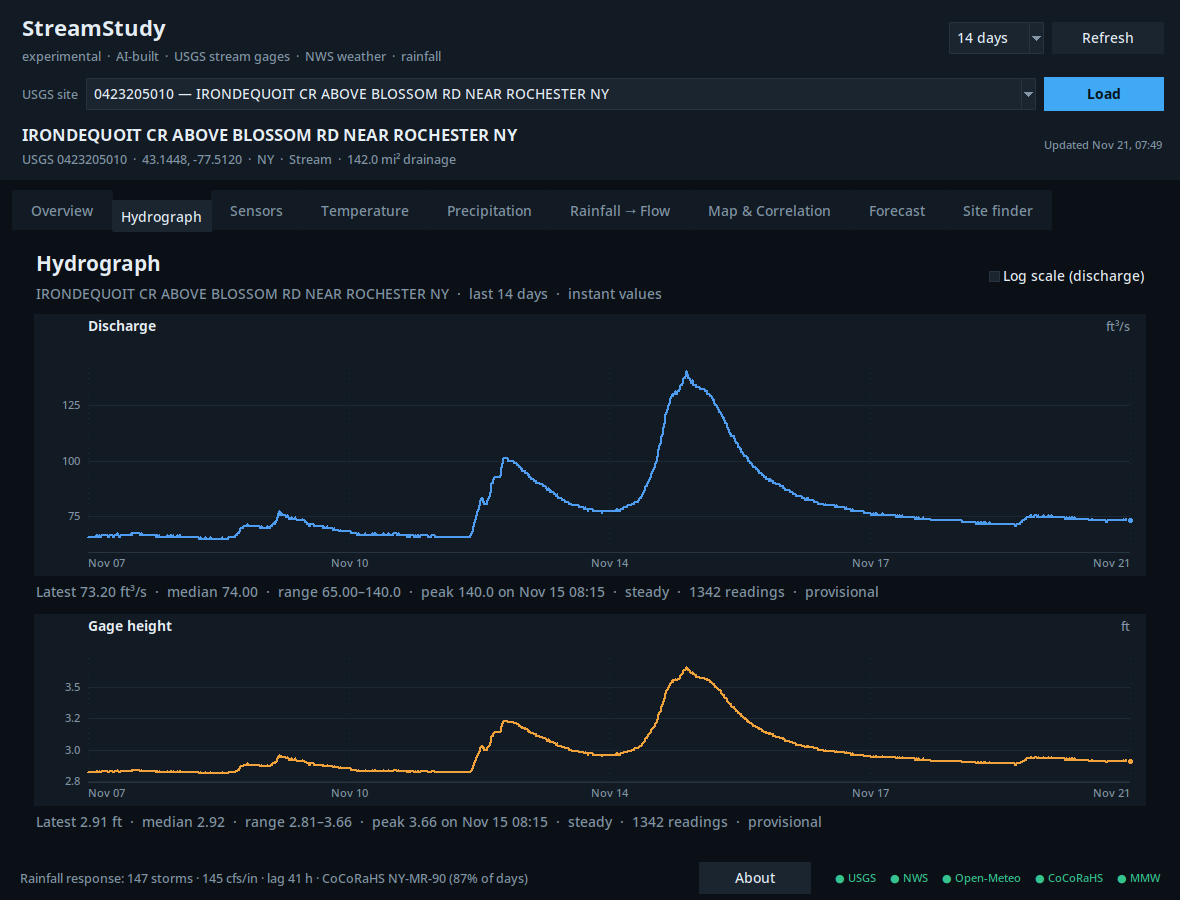 StreamStudy
experimental · AI-built · USGS stream gages · NWS weather · rainfall
14 days
Refresh
USGS site
0423205010 — IRONDEQUOIT CR ABOVE BLOSSOM RD NEAR ROCHESTER NY
Load
IRONDEQUOIT CR ABOVE BLOSSOM RD NEAR ROCHESTER NY
USGS 0423205010 · 43.1448, -77.5120 · NY · Stream · 142.0 mi² drainage
Updated Nov 21, 07:49
Overview
Hydrograph
Sensors
Temperature
Precipitation
Rainfall → Flow
Map & Correlation
Forecast
Site finder
Hydrograph
IRONDEQUOIT CR ABOVE BLOSSOM RD NEAR ROCHESTER NY · last 14 days · instant values
Log scale (discharge)
Discharge
ft³/s
125
100
75
Nov 07
Nov 10
Nov 14
Nov 17
Nov 21
Latest 73.20 ft³/s · median 74.00 · range 65.00–140.0 · peak 140.0 on Nov 15 08:15 · steady · 1342 readings · provisional
Gage height
ft
3.5
3.2
3.0
2.8
Nov 07
Nov 10
Nov 14
Nov 17
Nov 21
Latest 2.91 ft · median 2.92 · range 2.81–3.66 · peak 3.66 on Nov 15 08:15 · steady · 1342 readings · provisional
Rainfall response: 147 storms · 145 cfs/in · lag 41 h · CoCoRaHS NY-MR-90 (87% of days)
About
USGS
NWS
Open-Meteo
CoCoRaHS
MMW